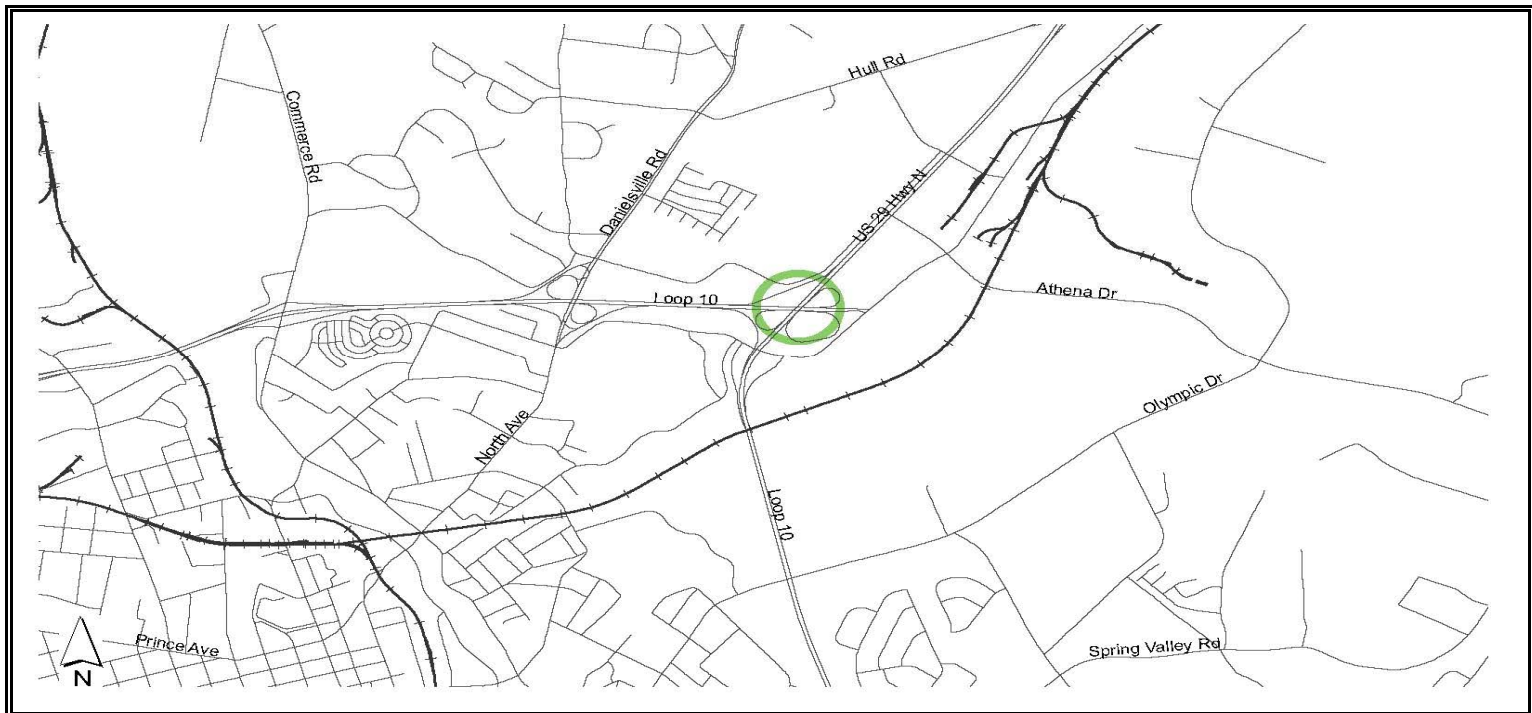 Hull Rd
Commerce Rd
Danielsville Rd
US 29 Hwy N
Loop 10
Athena Dr
Olympic Dr
North Ave
Loop 10
Prince Ave
Spring Valley Rd
N